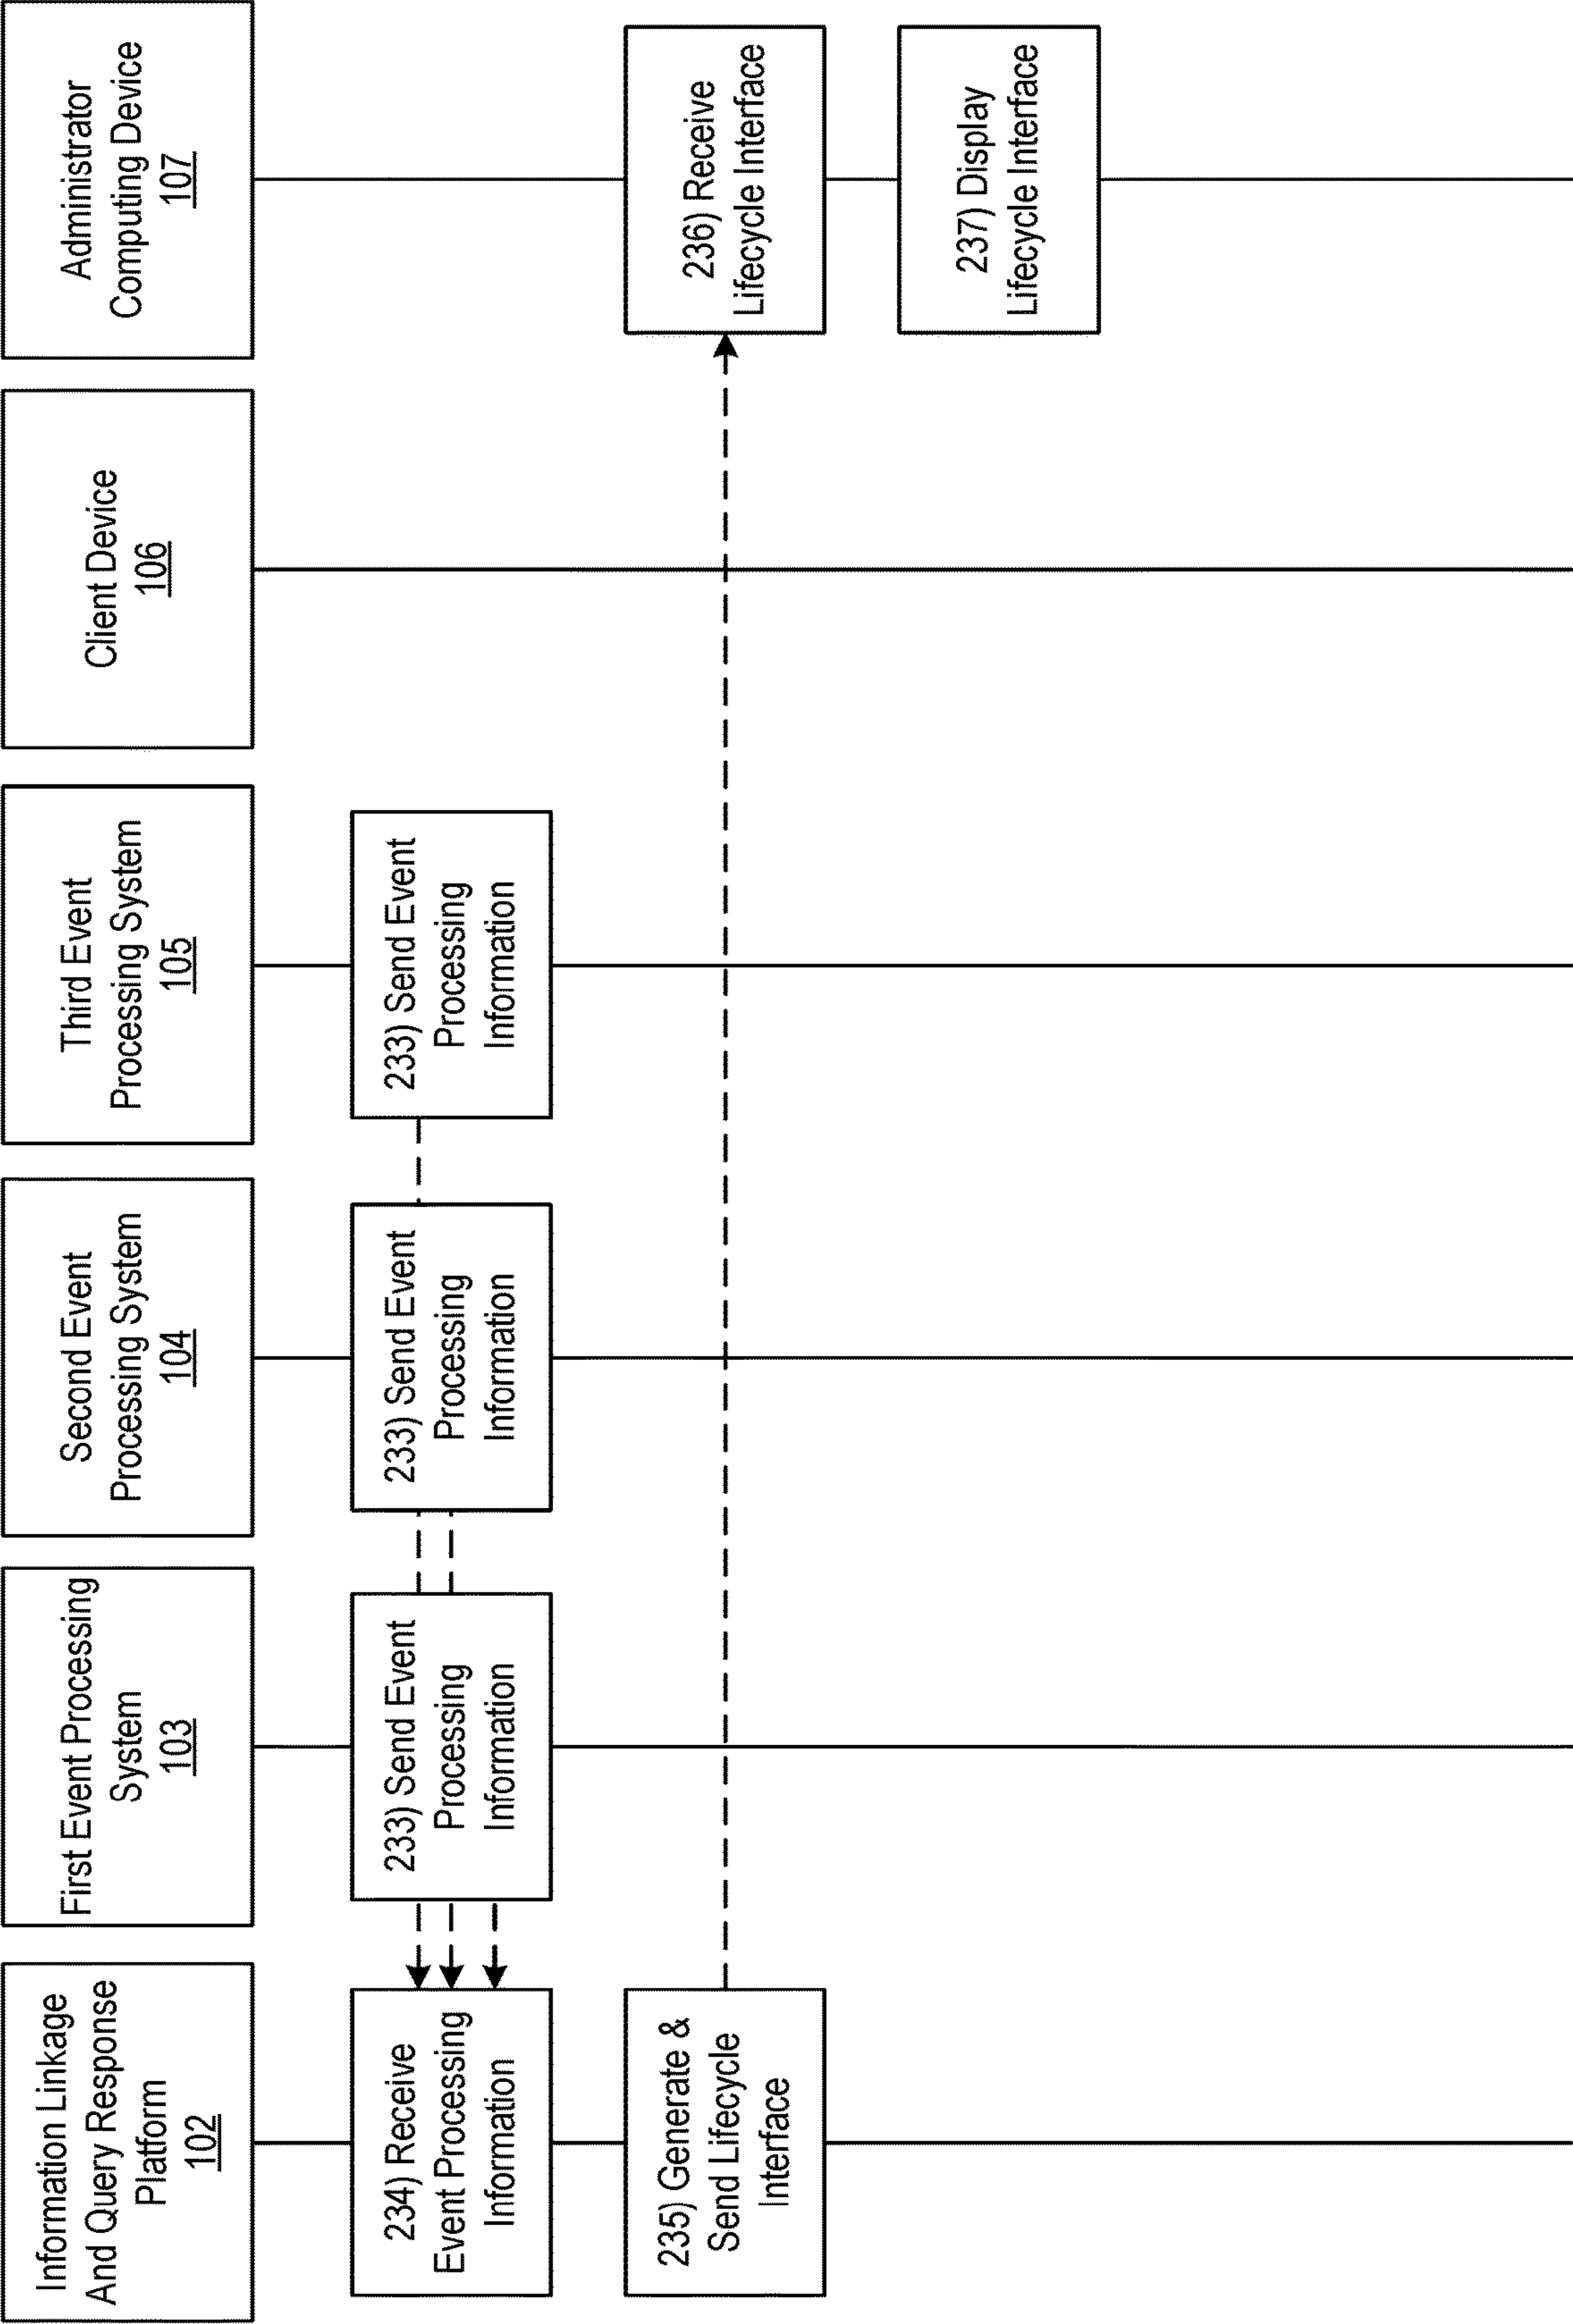 Information Linkage
And Query Response
Platform
102
First Event Processing
System
103
Second Event
Processing System
104
Third Event
Processing System
105
Client Device
106
Administrator
Computing Device
107
234) Receive
Event Processing
Information
233) Send Event
Processing
Information
233) Send Event
Processing
Information
233) Send Event
Processing
Information
235) Generate &
Send Lifecycle
Interface
236) Receive
Lifecycle Interface
237) Display
Lifecycle Interface